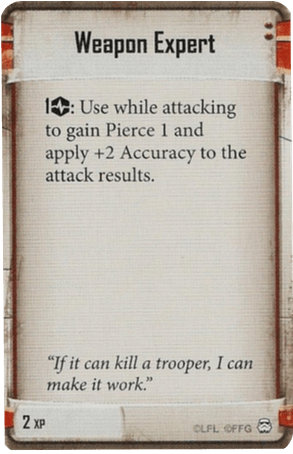 Weapon Expert
1: Use while attacking
to gain Pierce 1 and
apply +2 Accuracy to the
attack results.
"If it can kill a trooper, I can
make it work."
2 XP
©LFL ©FFG